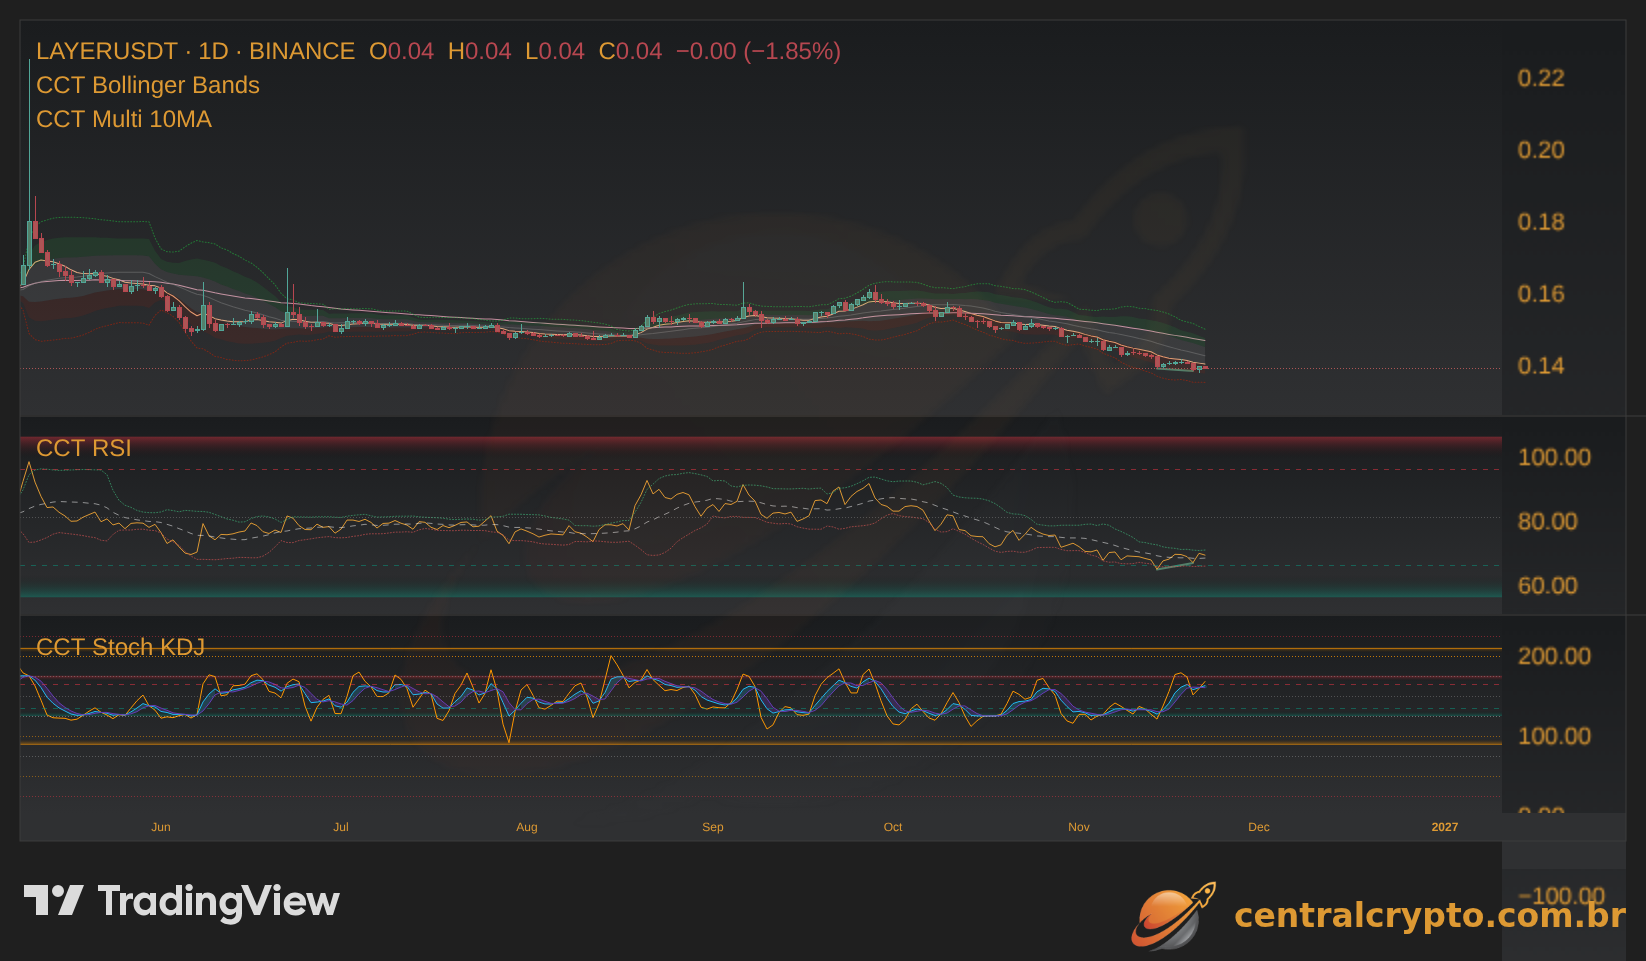 LAYERUSDT · 1D · BINANCE O0.04 H0.04 L0.04 C0.04 −0.00 (−1.85%)
CCT Bollinger Bands
CCT Multi 10MA
0.22
0.20
0.18
0.16
0.14
CCT RSI
100.00
80.00
60.00
CCT Stoch KDJ
200.00
100.00
0.00
Jun Jul Aug Sep Oct Nov Dec 2027
−100.00
TradingView
centralcrypto.com.br